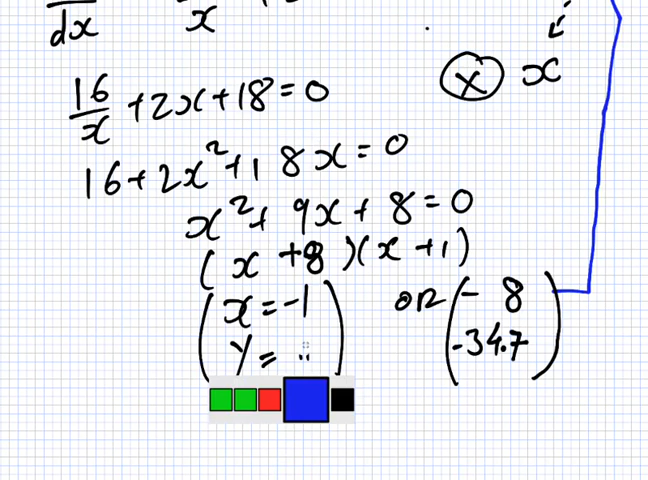 dx x
16/x + 2x + 18 = 0 (x) x
16 + 2x² + 18x = 0
x² + 9x + 8 = 0
(x + 8)(x + 1)
(x = -1 or (- 8
y = ..) -34.7)